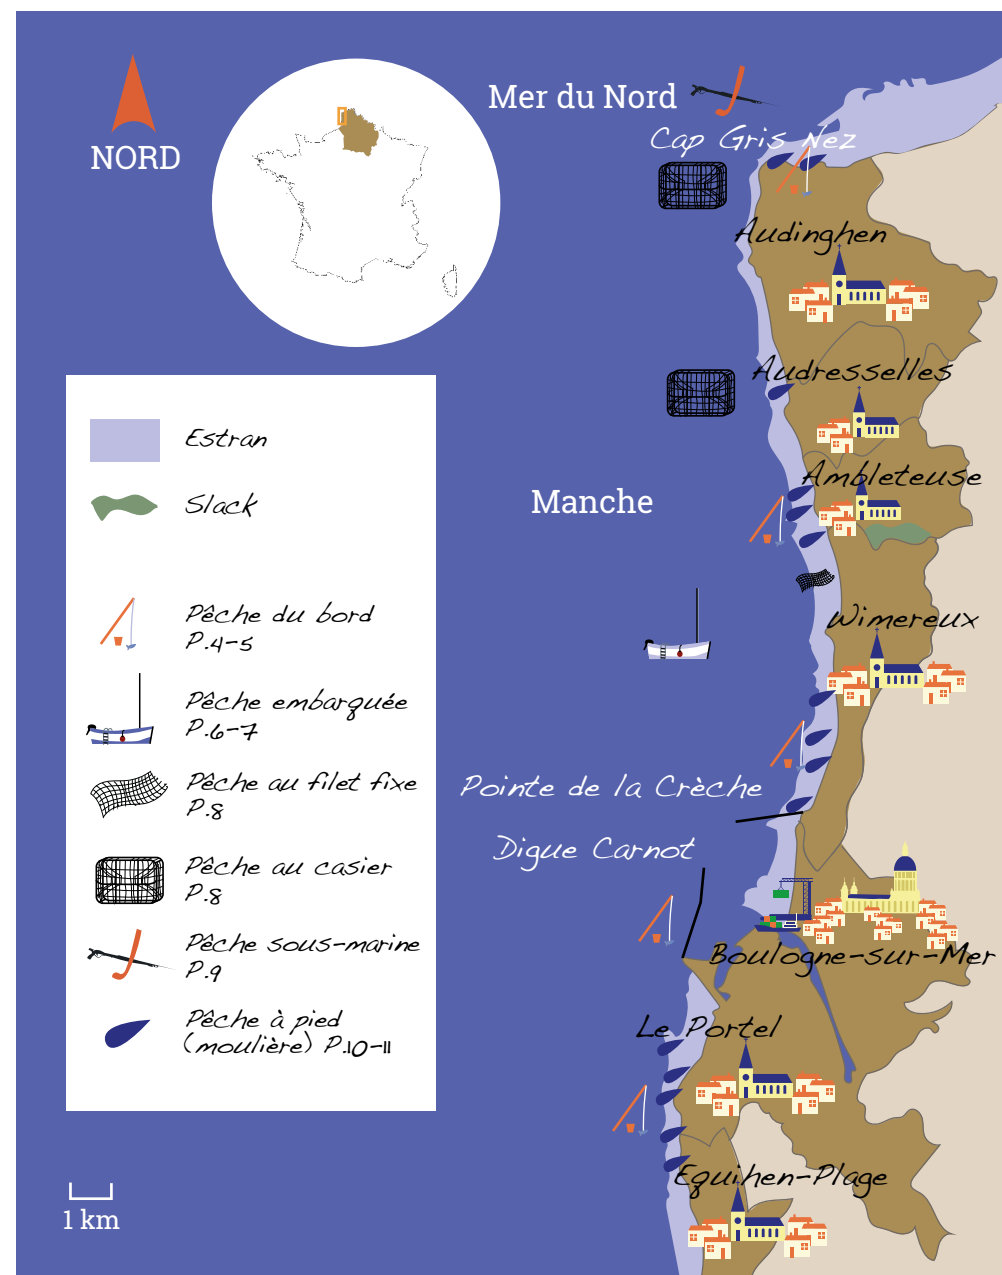 Mer du Nord
Cap Gris Nez
NORD
Audinghen
Audresselles
Estran
Ambleteuse
Slack
Manche
Pêche du bord
P.4-5
Wimereux
Pêche embarquée
P.6-7
Pêche au filet fixe
P.8
Pointe de la Crèche
Digue Carnot
Pêche au casier
P.8
Pêche sous-marine
P.9
Boulogne-sur-Mer
Pêche à pied
(moulière) P.10-11
Le Portel
Equihen-Plage
1 km